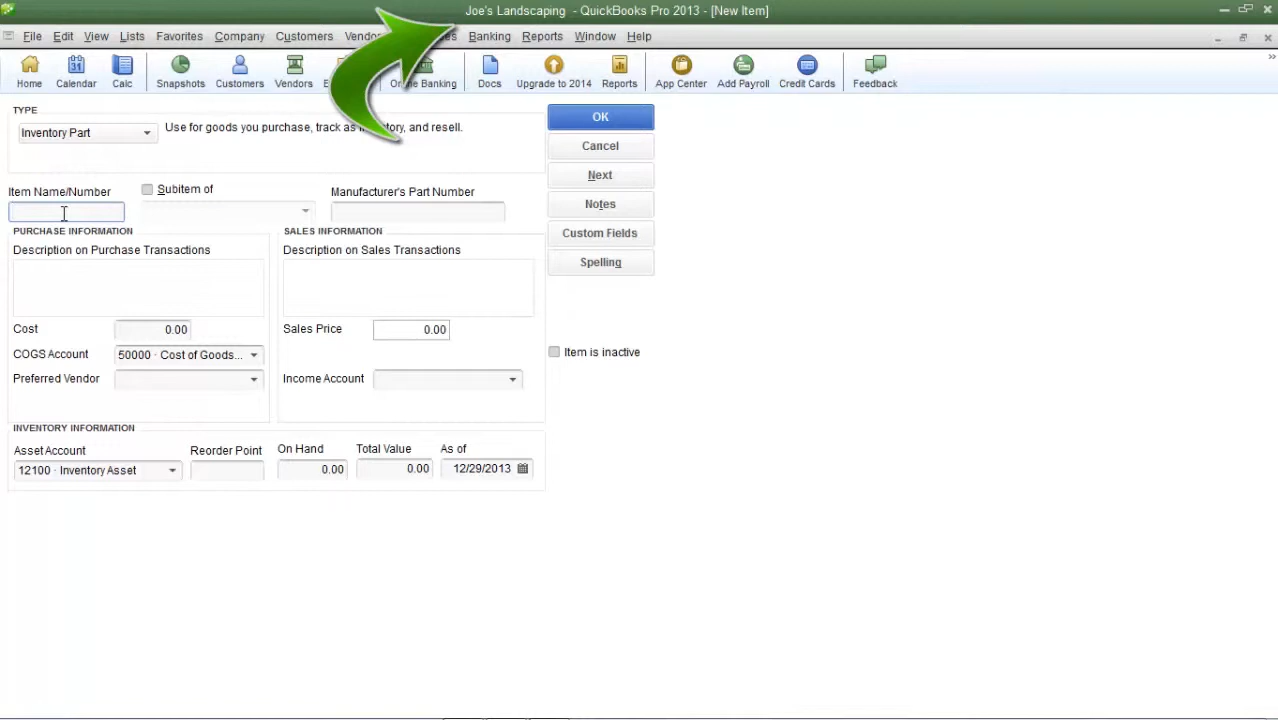 Joe's Landscaping - QuickBooks Pro 2013 - [New Item]
File Edit View Lists Favorites Company Customers Banking Reports Window Help
31
Home Calendar Calc Snapshots Customers Vendors Banking Docs Upgrade to 2014 Reports App Center Add Payroll Credit Cards Feedback
TYPE
Inventory Part
Use for goods you purchase, track as and resell.
OK
Cancel
Next
Notes
Custom Fields
Spelling
Item Name/Number
Subitem of
Manufacturer's Part Number
PURCHASE INFORMATION
Description on Purchase Transactions
Cost 0.00
COGS Account 50000 · Cost of Goods...
Preferred Vendor
SALES INFORMATION
Description on Sales Transactions
Sales Price 0.00
Income Account
Item is inactive
INVENTORY INFORMATION
Asset Account Reorder Point On Hand Total Value As of
12100 · Inventory Asset 0.00 0.00 12/29/2013